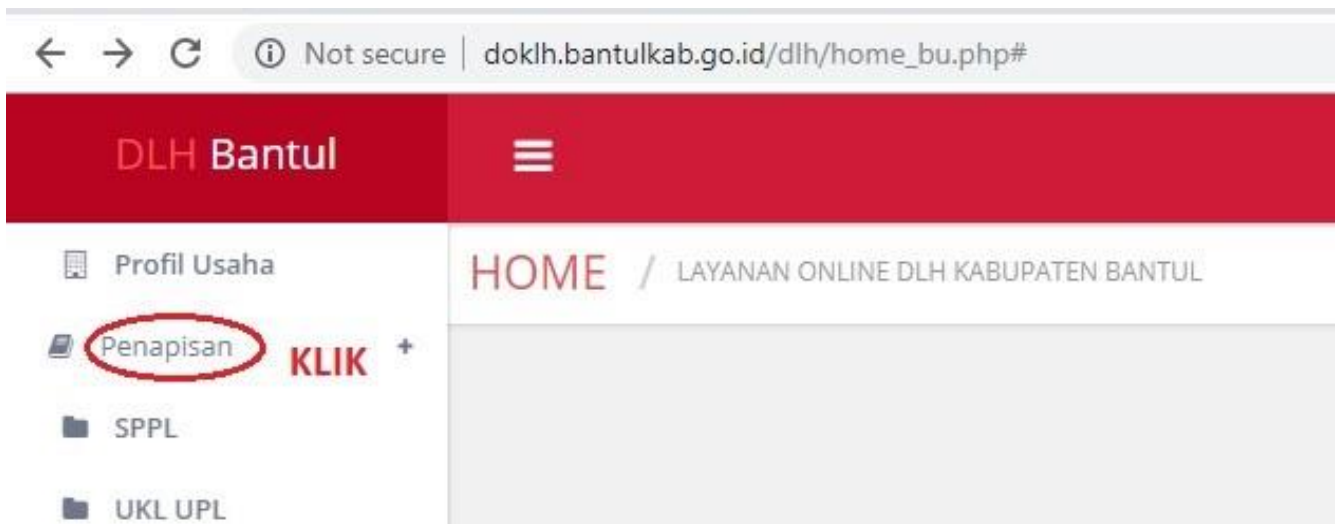 Not secure | doklh.bantulkab.go.id/dlh/home_bu.php#
DLH Bantul
Profil Usaha
HOME / LAYANAN ONLINE DLH KABUPATEN BANTUL
Penapisan KLIK +
SPPL
UKL UPL